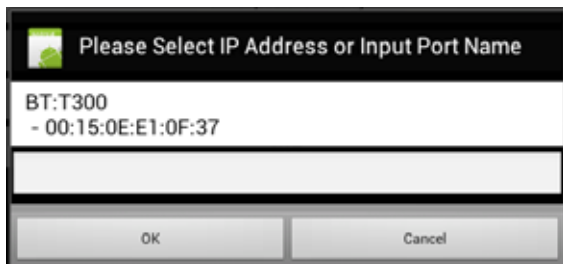 Please Select IP Address or Input Port Name
BT:T300
- 00:15:0E:E1:0F:37
OK
Cancel